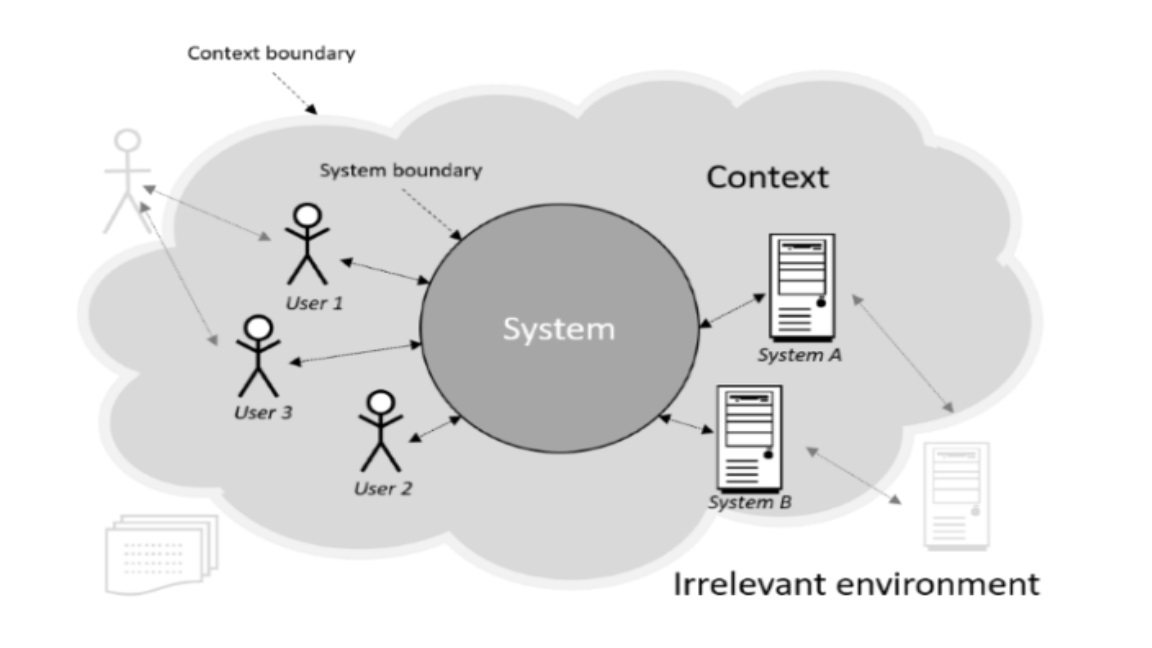 Context boundary
System boundary
Context
User 1
System
System A
User 3
User 2
System B
Irrelevant environment